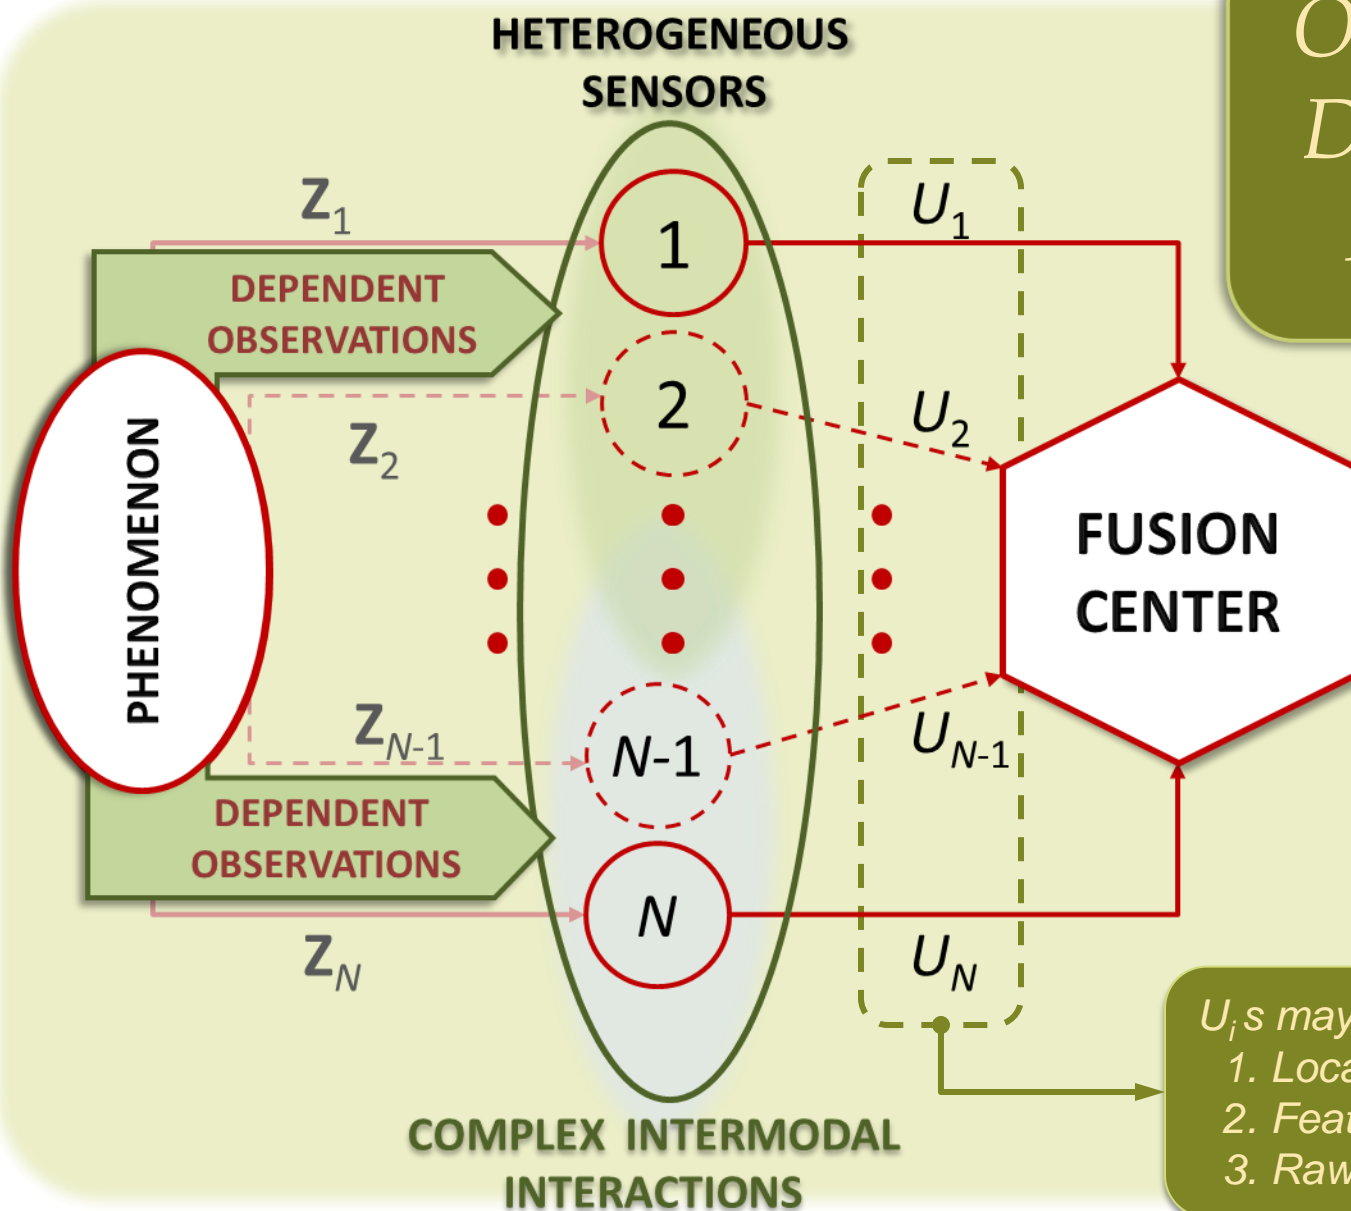 HETEROGENEOUS
SENSORS
O
D
Z1
1
U1
DEPENDENT
OBSERVATIONS
2
U2
Z2
PHENOMENON
FUSION
CENTER
ZN-1
N-1
UN-1
DEPENDENT
OBSERVATIONS
N
ZN
UN
Ui s may
1. Loca
2. Feat
3. Raw
COMPLEX INTERMODAL
INTERACTIONS